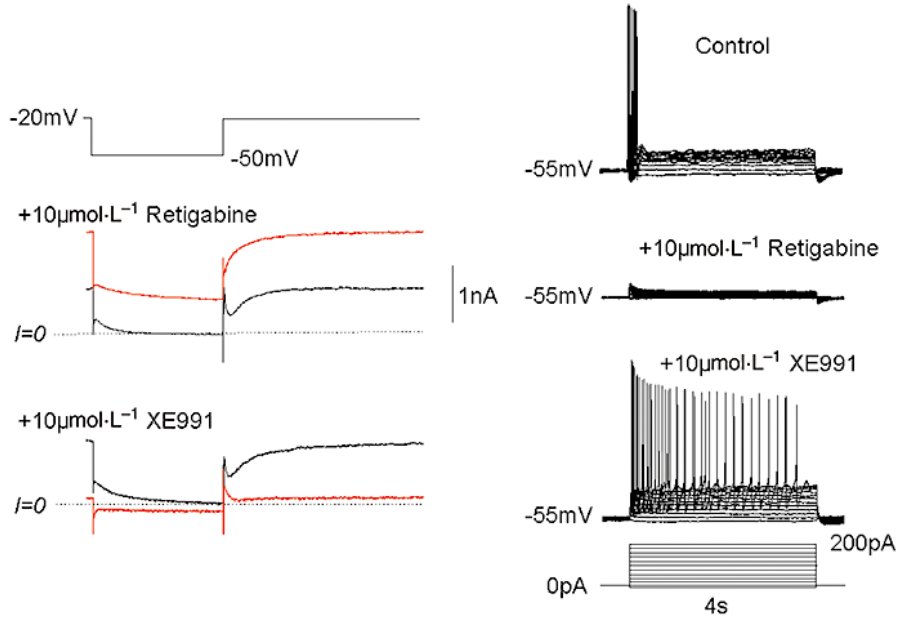 -20mV
-50mV
+10μmol·L⁻¹ Retigabine
I=0
1nA
+10μmol·L⁻¹ XE991
I=0
Control
-55mV
+10μmol·L⁻¹ Retigabine
-55mV
+10μmol·L⁻¹ XE991
-55mV
200pA
0pA
4s